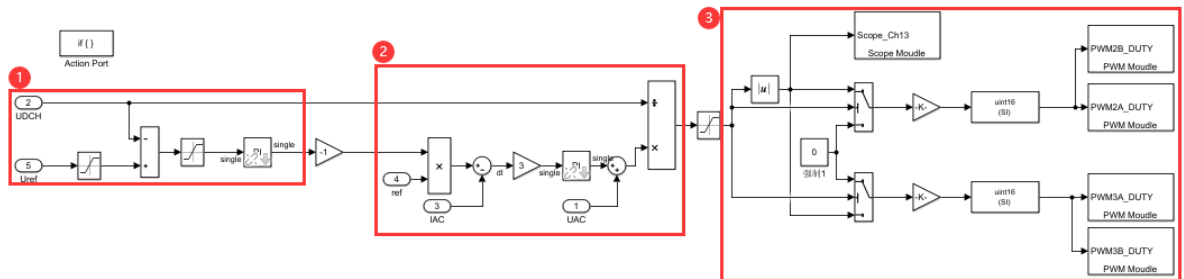 if { }
Action Port
1
2
UDCH
5
Uref
single
single
PI
-1
2
4
ref
3
IAC
dI
3
single
PI
single
1
UAC
3
|u|
Scope_Ch13
Scope Moudle
0
-K-
uint16
(SI)
PWM2B_DUTY
PWM Moudle
PWM2A_DUTY
PWM Moudle
-K-
uint16
(SI)
PWM3A_DUTY
PWM Moudle
PWM3B_DUTY
PWM Moudle